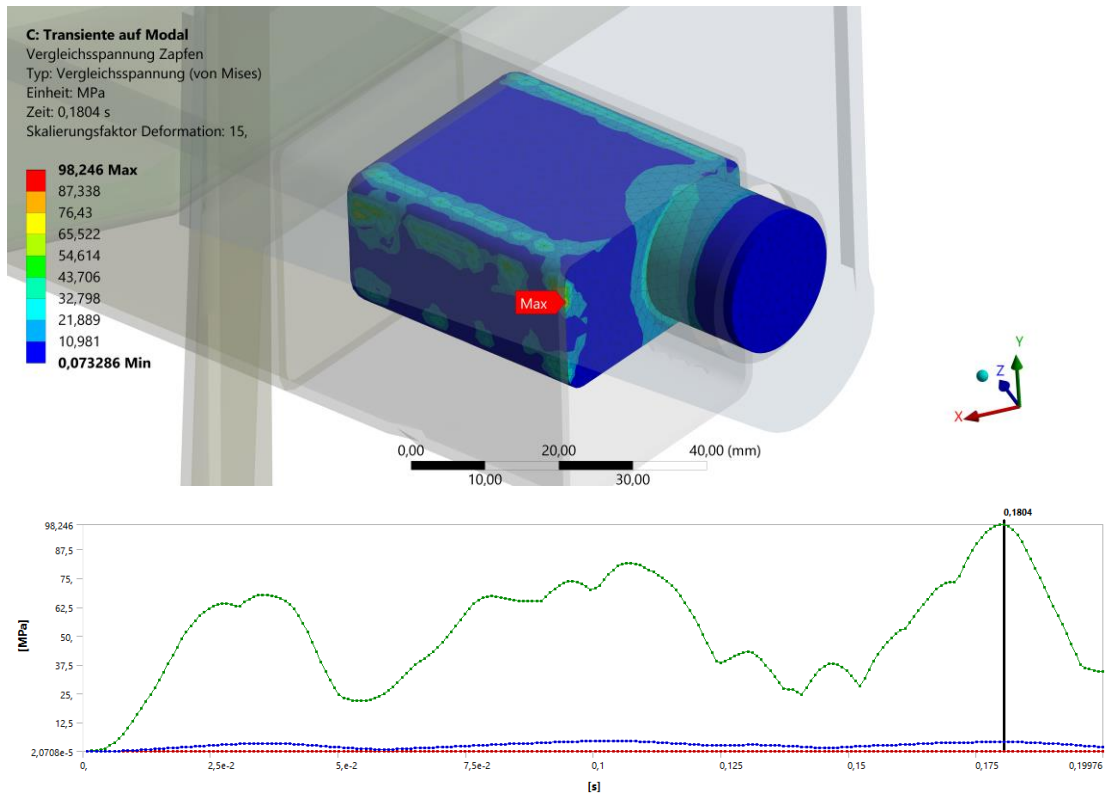 C: Transiente auf Modal
Vergleichsspannung Zapfen
Typ: Vergleichsspannung (von Mises)
Einheit: MPa
Zeit: 0,1804 s
Skalierungsfaktor Deformation: 15,
98,246 Max
87,338
76,43
65,522
54,614
43,706
32,798
21,889
10,981
0,073286 Min
Max
Y
Z
X
0,00 20,00 40,00 (mm)
10,00 30,00
0,1804
98,246
87,5
75,
62,5
50,
37,5
25,
12,5
2,0708e-5
[MPa]
0, 2,5e-2 5,e-2 7,5e-2 0,1 0,125 0,15 0,175 0,19976
[s]